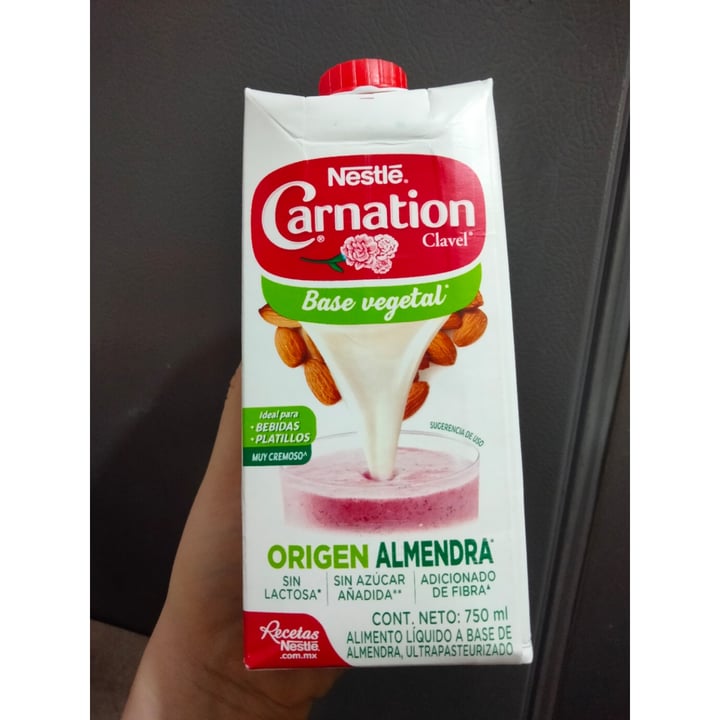 Nestlé®
Carnation®
Clavel®
Base vegetal*
Ideal para
• BEBIDAS
• PLATILLOS
MUY CREMOSO^
SUGERENCIA DE USO
ORIGEN ALMENDRA*
SIN LACTOSA*
SIN AZÚCAR AÑADIDA**
ADICIONADO DE FIBRA▲
CONT. NETO: 750 ml
ALIMENTO LÍQUIDO A BASE DE
ALMENDRA, ULTRAPASTEURIZADO
Recetas
Nestlé®
.com.mx